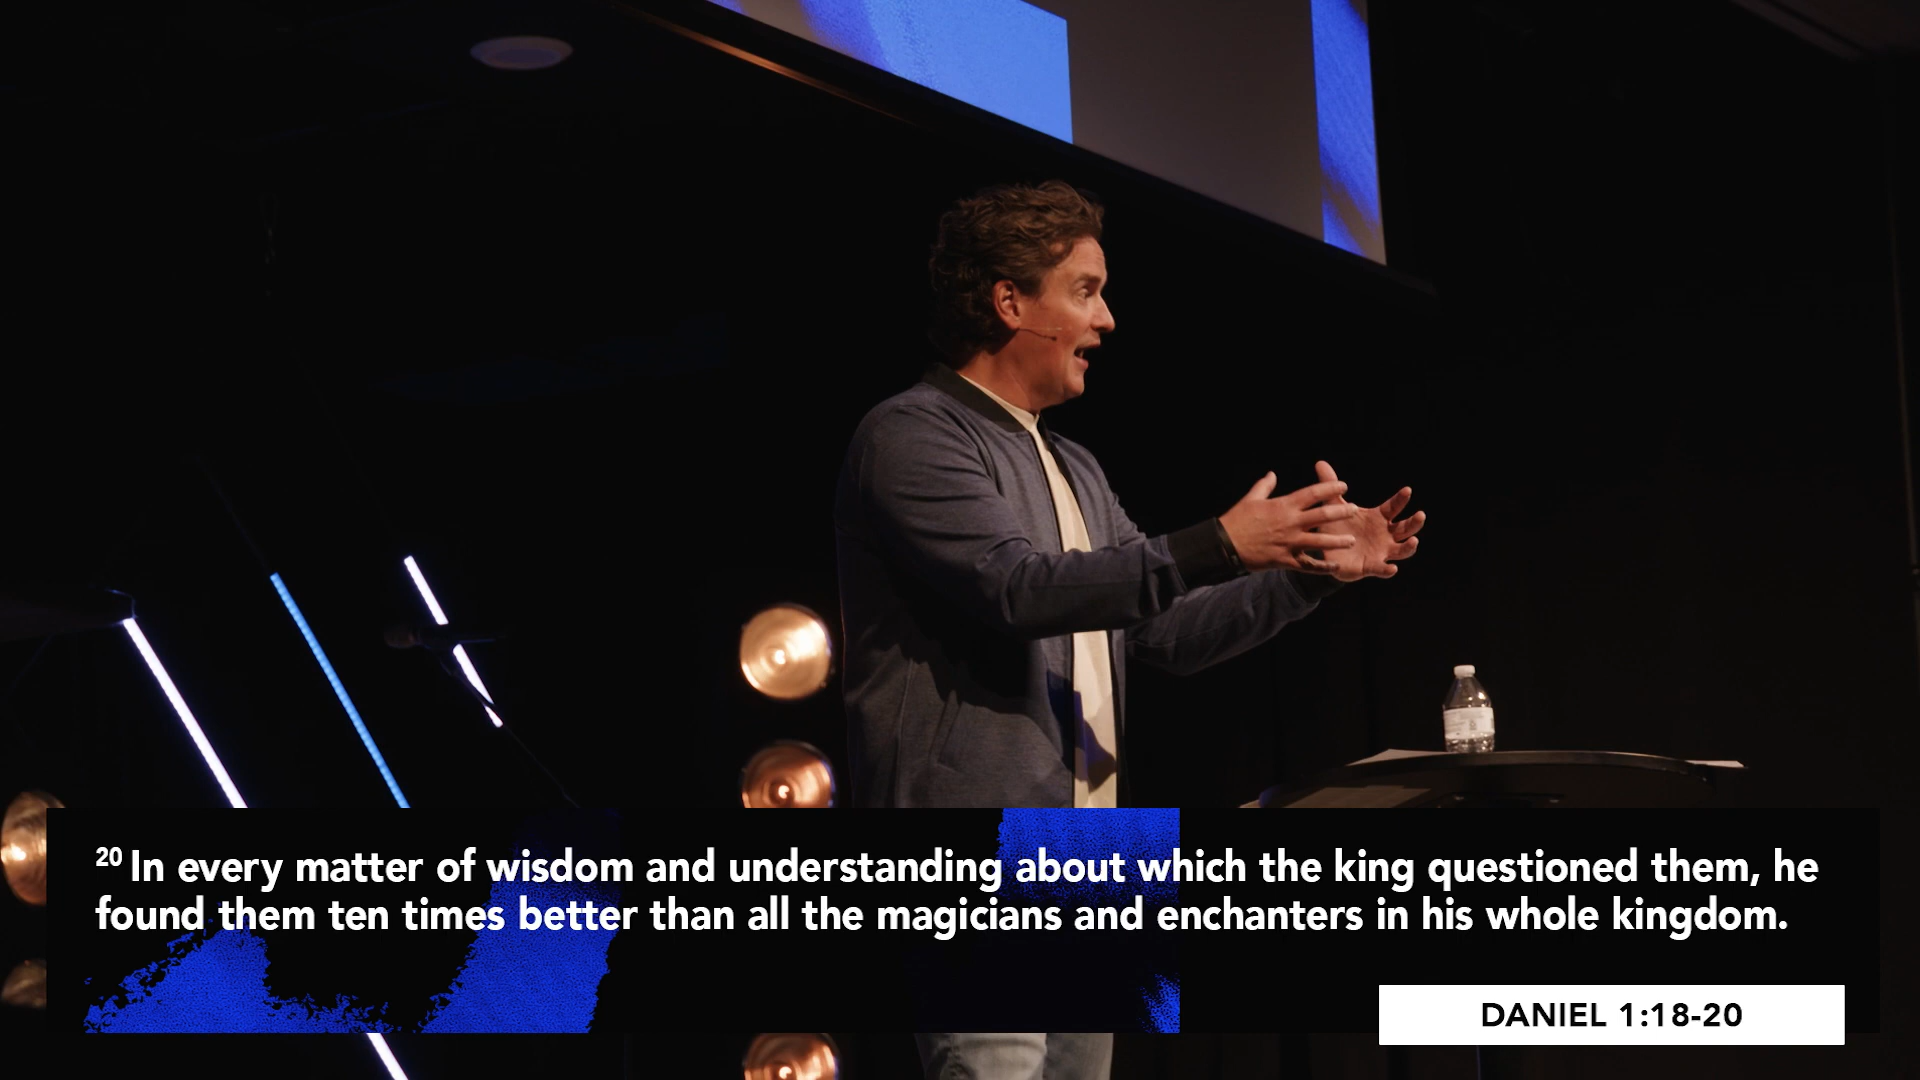 20 In every matter of wisdom and understanding about which the king questioned them, he
found them ten times better than all the magicians and enchanters in his whole kingdom.
DANIEL 1:18-20